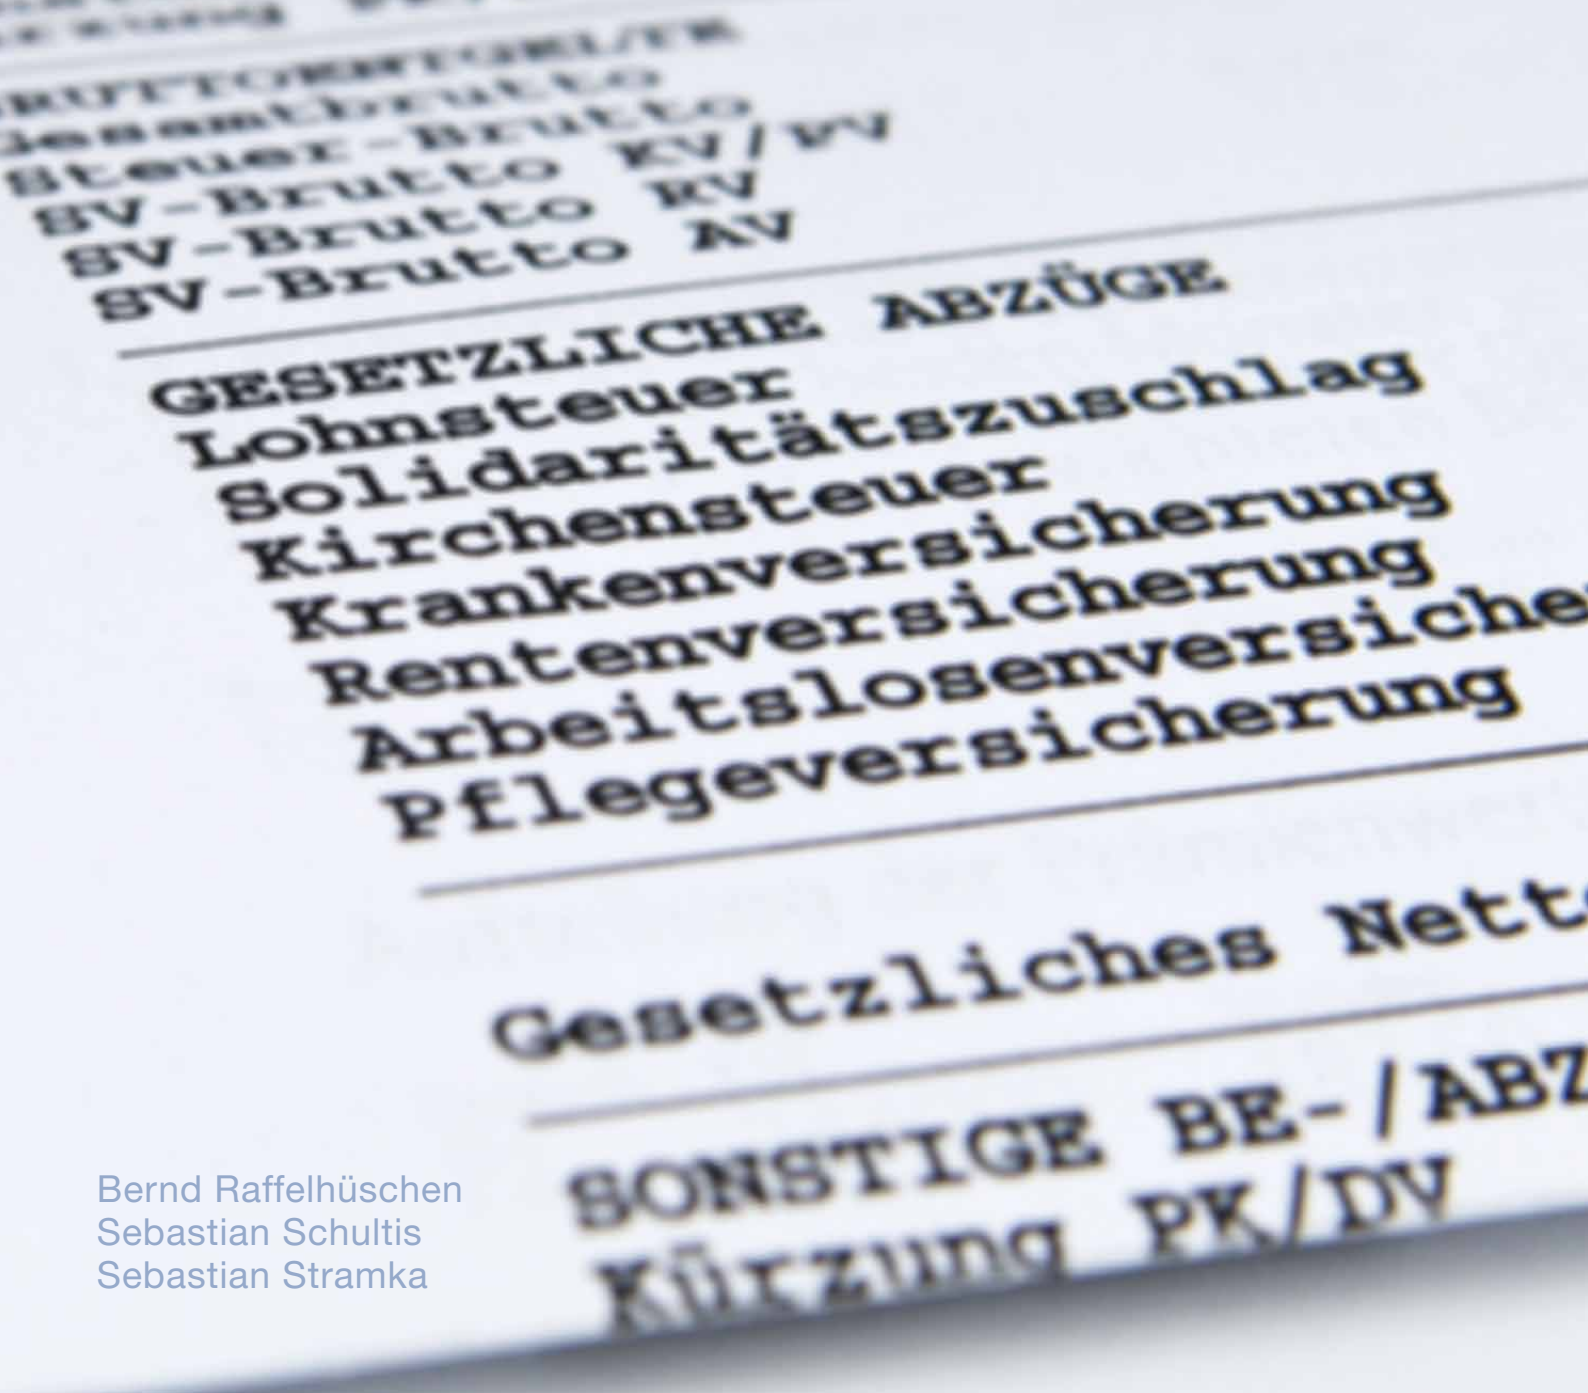 Gesamtbrutto
Steuer-Brutto
SV-Brutto KV/PV
SV-Brutto RV
SV-Brutto AV
GESETZLICHE ABZÜGE
Lohnsteuer
Solidaritätszuschlag
Kirchensteuer
Krankenversicherung
Rentenversicherung
Arbeitslosenversiche
Pflegeversicherung
Gesetzliches Nett
SONSTIGE BE-/ABZ
Kürzung PK/DV
Bernd Raffelhüschen
Sebastian Schultis
Sebastian Stramka